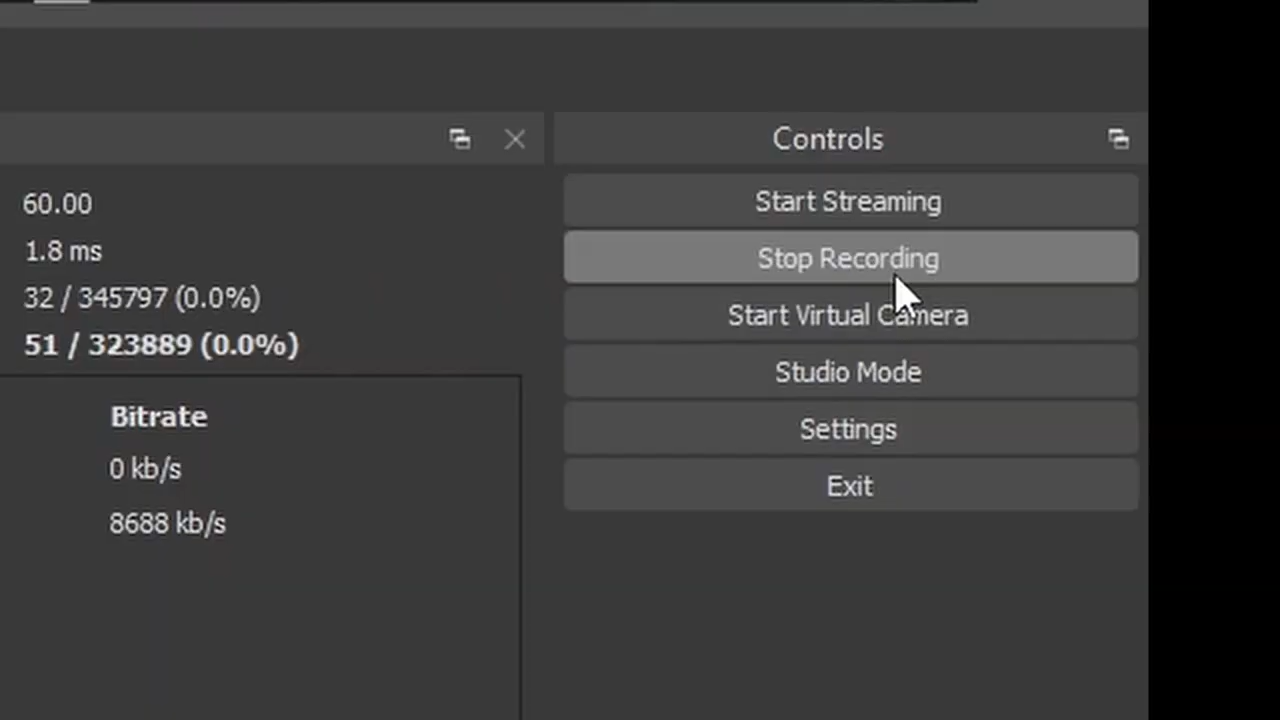 Controls
60.00
1.8 ms
32 / 345797 (0.0%)
51 / 323889 (0.0%)
Bitrate
0 kb/s
8688 kb/s
Start Streaming
Stop Recording
Start Virtual Camera
Studio Mode
Settings
Exit